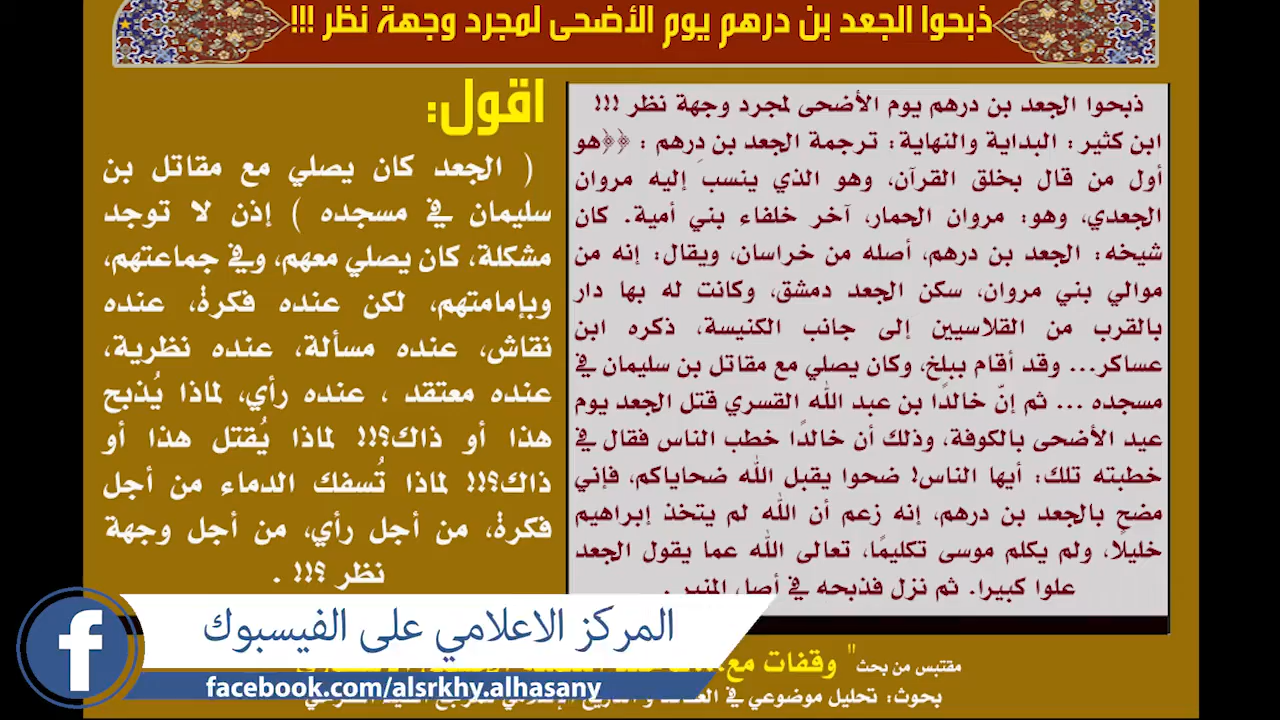 ذبحوا الجعد بن درهم يوم الأضحى لمجرد وجهة نظر !!!
ذبحوا الجعد بن درهم يوم الأضحى لمجرد وجهة نظر !!!
ابن كثير: البداية والنهاية: ترجمة الجعد بن درهم : ﴿﴿هو
أول من قال بخلق القرآن، وهو الذي ينسب إليه مروان
الجعدي، وهو: مروان الحمار، آخر خلفاء بني أمية. كان
شيخه: الجعد بن درهم، أصله من خراسان، ويقال: إنه من
موالي بني مروان، سكن الجعد دمشق، وكانت له بها دار
بالقرب من القلاسيين إلى جانب الكنيسة، ذكره ابن
عساكر... وقد أقام ببلخ، وكان يصلي مع مقاتل بن سليمان في
مسجده ... ثم إنّ خالدًا بن عبد الله القسري قتل الجعد يوم
عيد الأضحى بالكوفة، وذلك أن خالدًا خطب الناس فقال في
خطبته تلك: أيها الناس! ضحوا يقبل الله ضحاياكم، فإني
مضحٍ بالجعد بن درهم، إنه زعم أن الله لم يتخذ إبراهيم
خليلًا، ولم يكلم موسى تكليمًا، تعالى الله عما يقول الجعد
علوا كبيرا. ثم نزل فذبحه في أصل المنبر .
اقول:
( الجعد كان يصلي مع مقاتل بن
سليمان في مسجده ) إذن لا توجد
مشكلة، كان يصلي معهم، وفي جماعتهم،
وبإمامتهم، لكن عنده فكرة، عنده
نقاش، عنده مسألة، عنده نظرية،
عنده معتقد ، عنده رأي، لماذا يُذبح
هذا أو ذاك؟!! لماذا يُقتل هذا أو
ذاك؟!! لماذا تُسفك الدماء من أجل
فكرة، من أجل رأي، من أجل وجهة
نظر ؟!! .
المركز الاعلامي على الفيسبوك
مقتبس من بحث " وقفات مع....
facebook.com/alsrkhy.alhasany
بحوث: تحليل موضوعي في